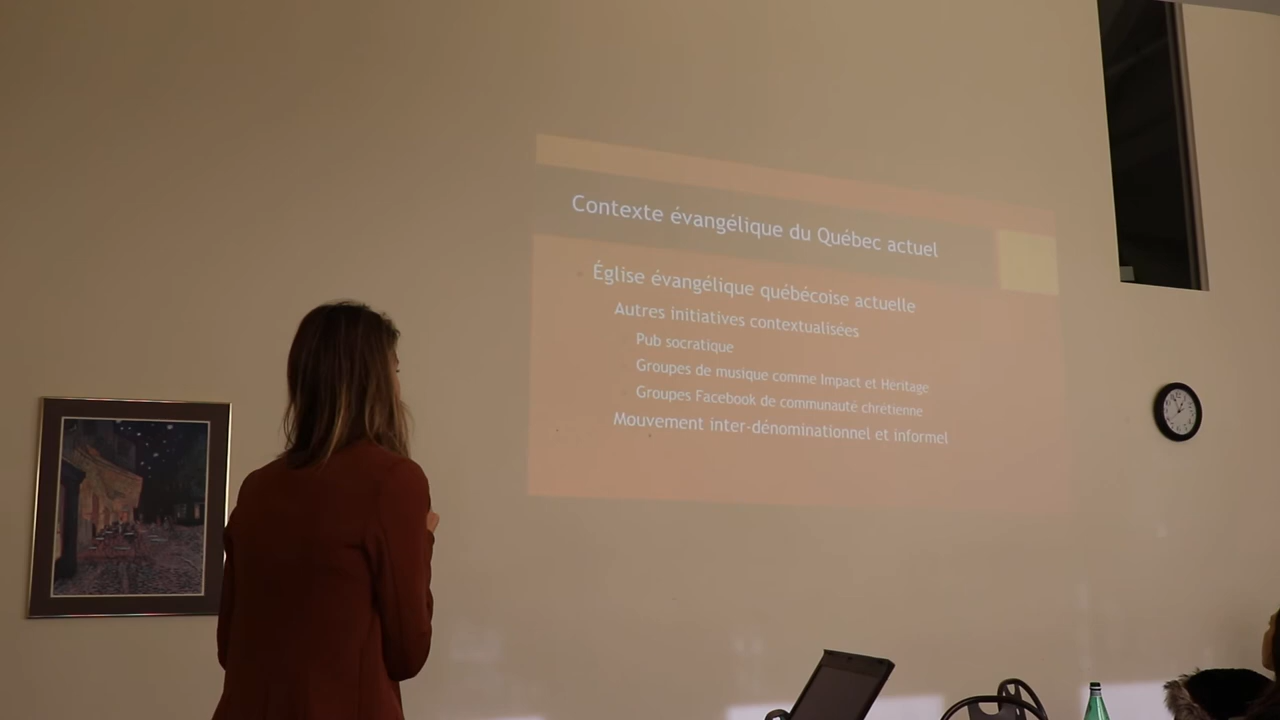 Contexte évangélique du Québec actuel
Église évangélique québécoise actuelle
Autres initiatives contextualisées
Pub socratique
Groupes de musique comme Impact et Héritage
Groupes Facebook de communauté chrétienne
Mouvement inter-dénominationnel et informel